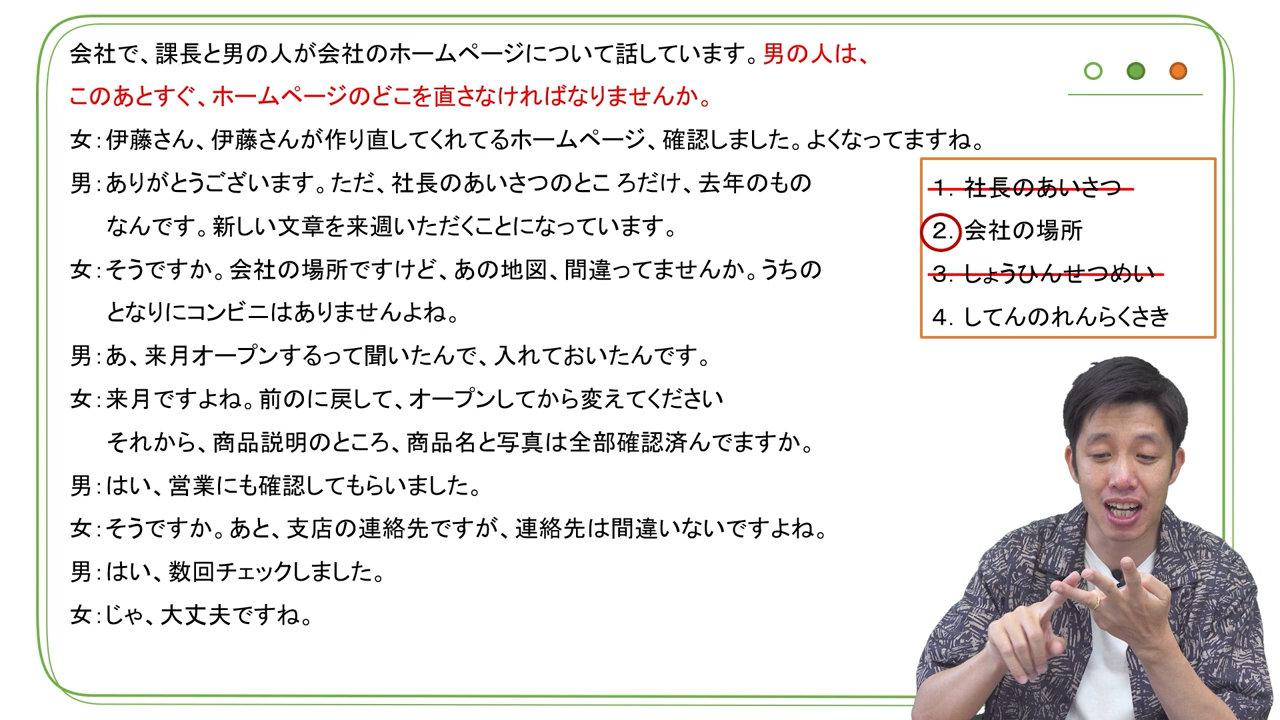 会社で、課長と男の人が会社のホームページについて話しています。男の人は、
このあとすぐ、ホームページのどこを直さなければなりませんか。
女：伊藤さん、伊藤さんが作り直してくれてるホームページ、確認しました。よくなってますね。
男：ありがとうございます。ただ、社長のあいさつのところだけ、去年のもの
なんです。新しい文章を来週いただくことになっています。
女：そうですか。会社の場所ですけど、あの地図、間違ってませんか。うちの
となりにコンビニはありませんよね。
男：あ、来月オープンするって聞いたんで、入れておいたんです。
女：来月ですよね。前のに戻して、オープンしてから変えてください
それから、商品説明のところ、商品名と写真は全部確認済んでますか。
男：はい、営業にも確認してもらいました。
女：そうですか。あと、支店の連絡先ですが、連絡先は間違いないですよね。
男：はい、数回チェックしました。
女：じゃ、大丈夫ですね。
1. 社長のあいさつ
2. 会社の場所
3. しょうひんせつめい
4. してんのれんらくさき